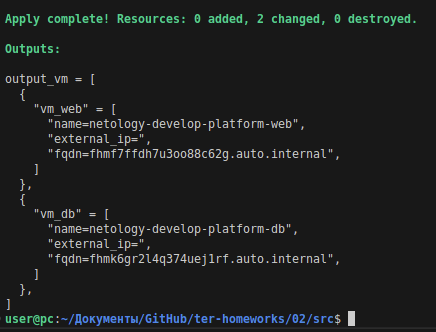 Apply complete! Resources: 0 added, 2 changed, 0 destroyed.
Outputs:
output_vm = [
  {
    "vm_web" = [
      "name=netology-develop-platform-web",
      "external_ip=",
      "fqdn=fhmf7ffdh7u3oo88c62g.auto.internal",
    ]
  },
  {
    "vm_db" = [
      "name=netology-develop-platform-db",
      "external_ip=",
      "fqdn=fhmk6gr2l4q374uej1rf.auto.internal",
    ]
  },
]
user@pc:~/Документы/GitHub/ter-homeworks/02/src$